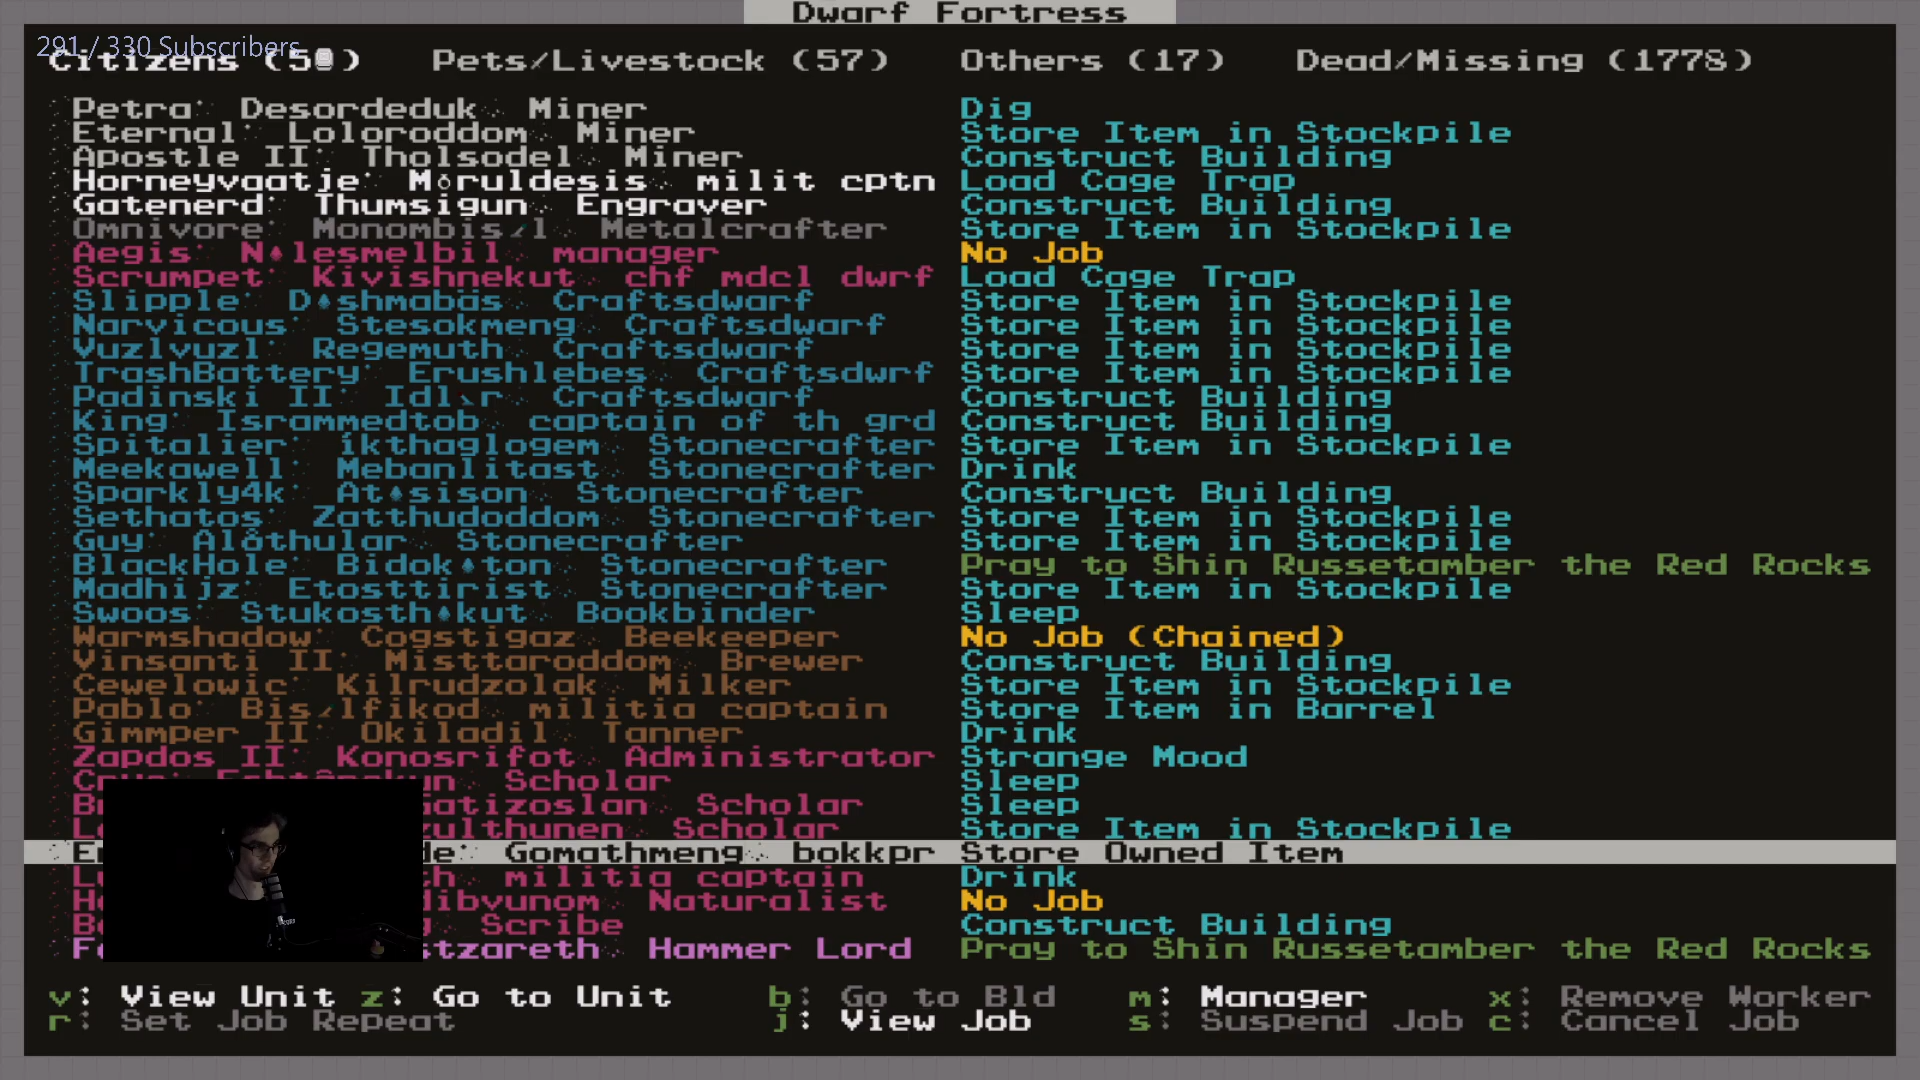 Dwarf Fortress
291 / 330 Subscribers
Citizens (5 ) Pets/Livestock (57) Others (17) Dead/Missing (1778)
Petra: Desordeduk Miner Dig
Eternal: Loloroddom Miner Store Item in Stockpile
Apostle II: Tholsodel Miner Construct Building
Horneyvaatje: milit cptn Load Cage Trap
Gatenerd: Thumsigun Engraver Construct Building
Omnivore: Metalcrafter Store Item in Stockpile
Aegis: manager No Job
Scrumpet: Kivishnekut chf mdcl dwrf Load Cage Trap
Slipple: Craftsdwarf Store Item in Stockpile
Narvicous: Stesokmeng Craftsdwarf Store Item in Stockpile
Vuzlvuzl: Regemuth Craftsdwarf Store Item in Stockpile
TrashBattery: Erushlebes Craftsdwrf Store Item in Stockpile
Padinski II: Craftsdwarf Construct Building
King: Isrammedtob captain of th grd Construct Building
Spitalier: íkthaglogem Stonecrafter Store Item in Stockpile
Meekawell: Mebanlitast Stonecrafter Drink
Sparkly4k: Stonecrafter Construct Building
Sethatos: Zatthudoddom Stonecrafter Store Item in Stockpile
Guy: Stonecrafter Store Item in Stockpile
BlackHole: Stonecrafter Pray to Shin Russetamber the Red Rocks
Madhijz: Etosttirist Stonecrafter Store Item in Stockpile
Swoos: Bookbinder Sleep
Warmshadow: Cogstigaz Beekeeper No Job (Chained)
Vinsanti II: Misttaroddom Brewer Construct Building
Cewelowic: Kilrudzolak Milker Store Item in Stockpile
Pablo: militia captain Store Item in Barrel
Gimmper II: Okiladil Tanner Drink
Zapdos II: Konosrifot Administrator Strange Mood
Scholar Sleep
Scholar Sleep
Scholar Store Item in Stockpile
Gomathmeng bokkpr Store Owned Item
militia captain Drink
Naturalist No Job
Scribe Construct Building
Hammer Lord Pray to Shin Russetamber the Red Rocks
v: View Unit z: Go to Unit b: Go to Bld m: Manager x: Remove Worker
r: Set Job Repeat j: View Job s: Suspend Job c: Cancel Job